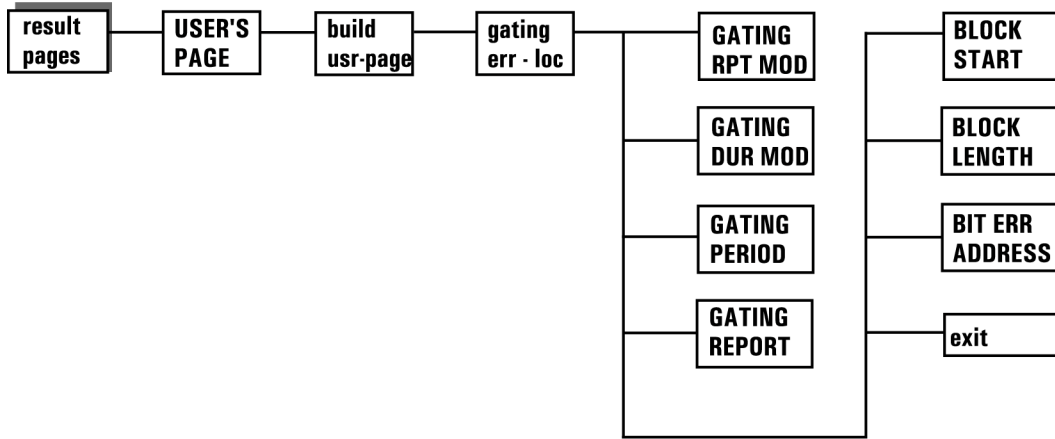 result
pages
USER'S
PAGE
build
usr-page
gating
err - loc
GATING
RPT MOD
GATING
DUR MOD
GATING
PERIOD
GATING
REPORT
BLOCK
START
BLOCK
LENGTH
BIT ERR
ADDRESS
exit